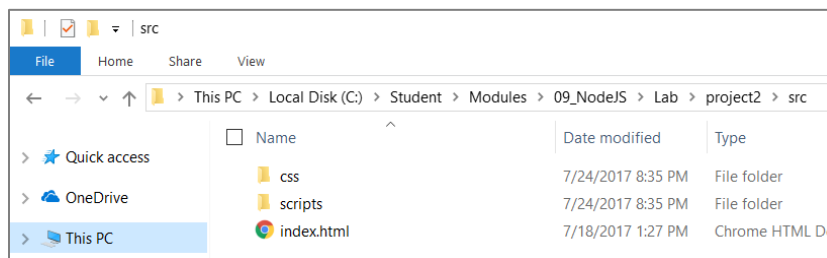 src
File Home Share View
This PC > Local Disk (C:) > Student > Modules > 09_NodeJS > Lab > project2 > src
Name Date modified Type
Quick access
css 7/24/2017 8:35 PM File folder
OneDrive
scripts 7/24/2017 8:35 PM File folder
This PC
index.html 7/18/2017 1:27 PM Chrome HTML D